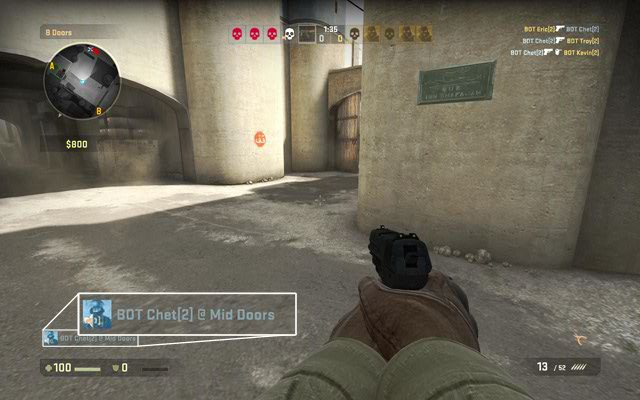 B Doors
1:35
0 0
BOT Eric[2] BOT Chet[2]
BOT Chet[2] BOT Troy[2]
BOT Chet[2] BOT Kevin[2]
A
B
$800
BOT Chet[2] @ Mid Doors
BOT Chet[2] @ Mid Doors
100 0
13 / 52